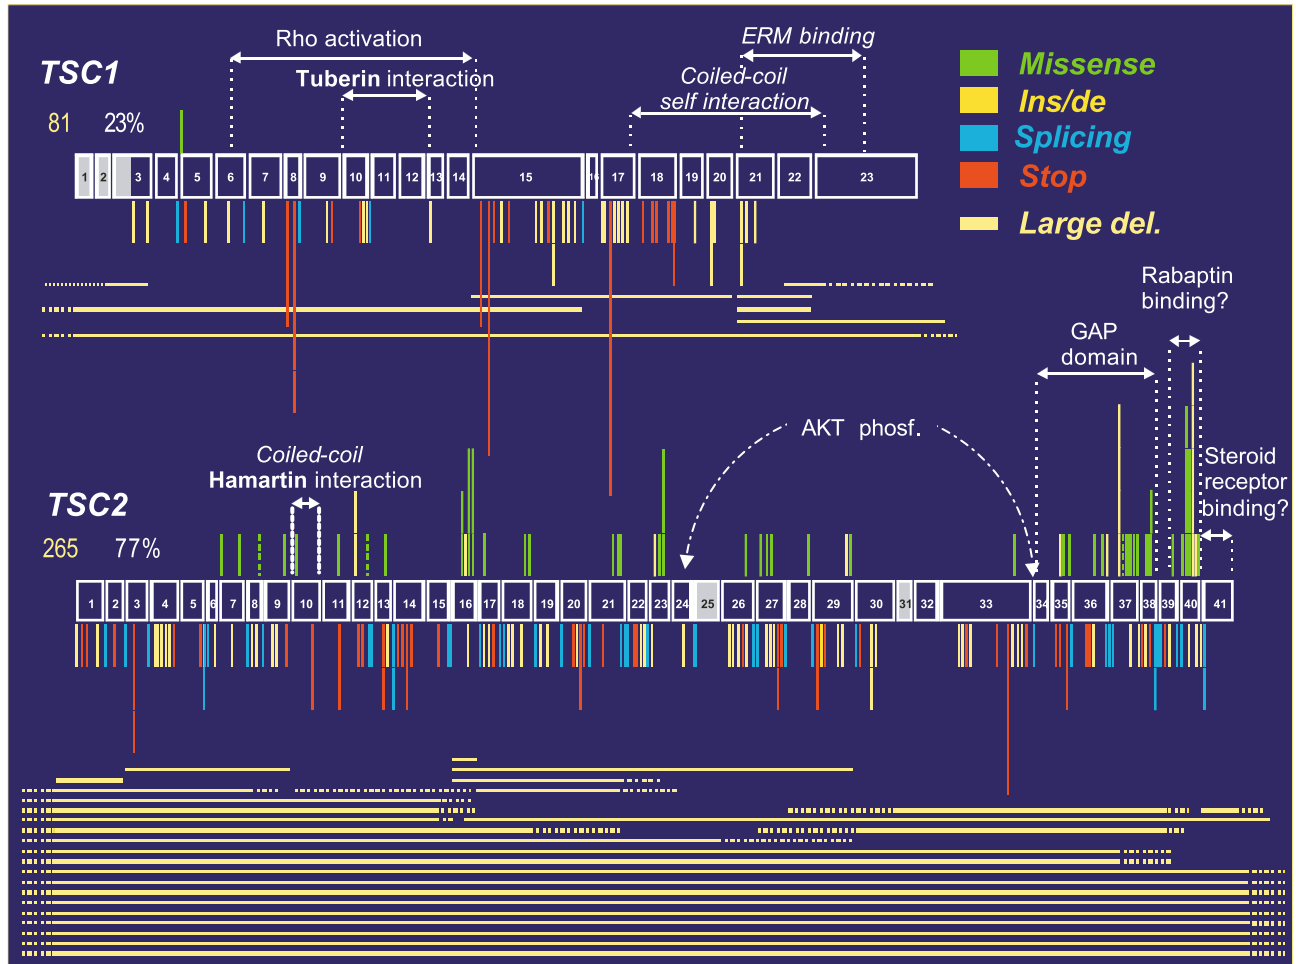 Rho activation
ERM binding
TSC1
Tuberin interaction
Coiled-coil
self interaction
81 23%
Missense
Ins/de
Splicing
Stop
Large del.
1 2 3 4 5 6 7 8 9 10 11 12 13 14 15 16 17 18 19 20 21 22 23
Rabaptin
binding?
GAP
domain
AKT phosf.
Coiled-coil
Hamartin interaction
Steroid
receptor
binding?
TSC2
265 77%
1 2 3 4 5 6 7 8 9 10 11 12 13 14 15 16 17 18 19 20 21 22 23 24 25 26 27 28 29 30 31 32 33 34 35 36 37 38 39 40 41